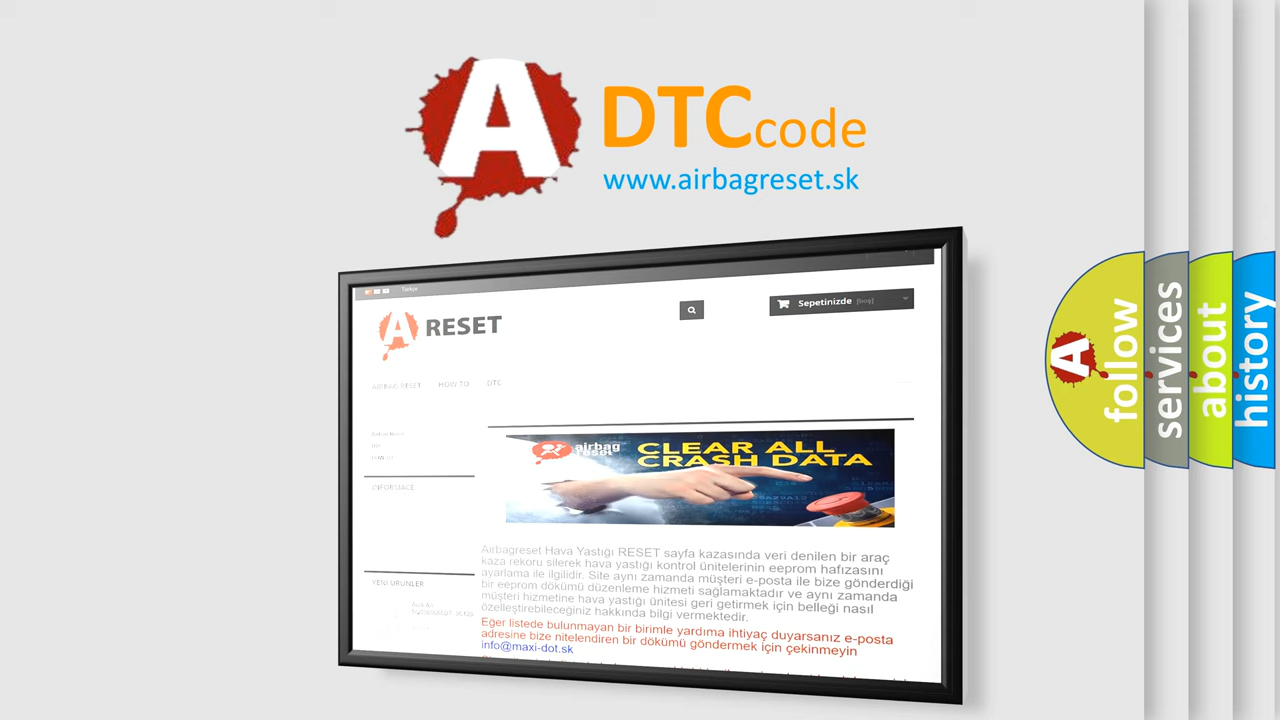 A DTCcode
www.airbagreset.sk
Türkçe
A RESET
Sepetinizde [boş]
AIRBAG RESET HOW TO DTC
airbag
reset
CLEAR ALL
CRASH DATA
INFORMACE
Airbagreset Hava Yastığı RESET sayfa kazasında veri denilen bir araç
kaza rekoru silerek hava yastığı kontrol ünitelerinin eeprom hafızasını
ayarlama ile ilgilidir. Site aynı zamanda müşteri e-posta ile bize gönderdiği
bir eeprom dökümü düzenleme hizmeti sağlamaktadır ve aynı zamanda
müşteri hizmetine hava yastığı ünitesi geri getirmek için belleği nasıl
özelleştirebileceğiniz hakkında bilgi vermektedir.
Eğer listede bulunmayan bir birimle yardıma ihtiyaç duyarsanız e-posta
adresine bize nitelendiren bir dökümü göndermek için çekinmeyin
info@maxi-dot.sk
YENI ÜRÜNLER
A follow
services
about
history